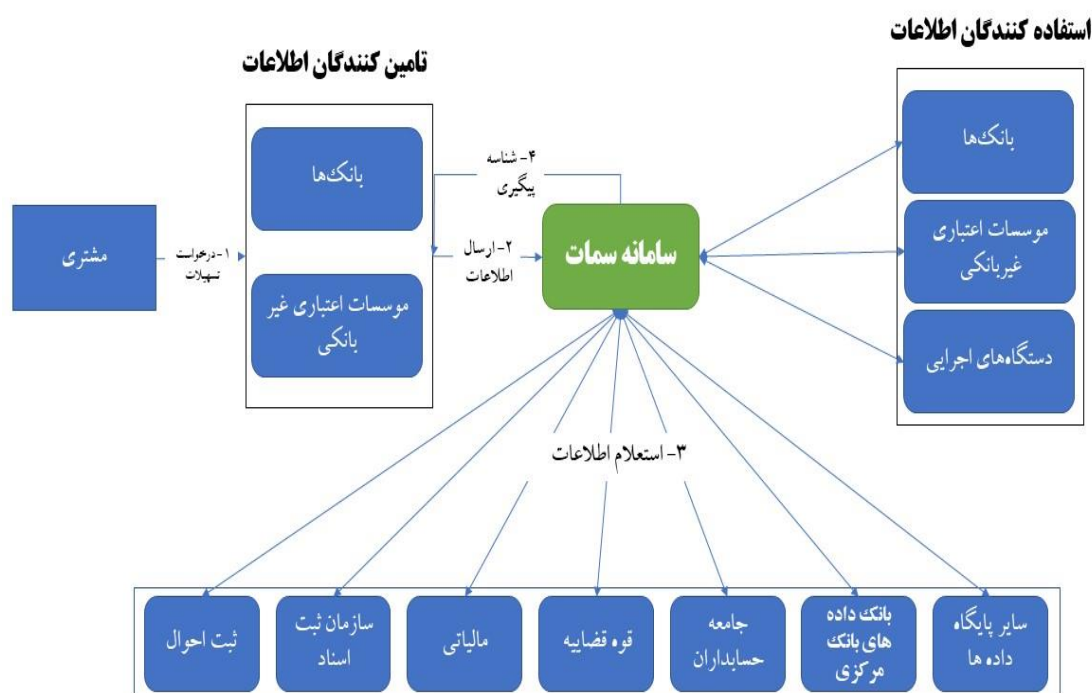 استفاده کنندگان اطلاعات
تامین کنندگان اطلاعات
بانک‌ها
موسسات اعتباری
غیربانکی
دستگاه‌های اجرایی
سامانه سمات
۴- شناسه
پیگیری
۲- ارسال
اطلاعات
بانک‌ها
موسسات اعتباری غیر
بانکی
۱- درخواست
تسهیلات
مشتری
۳- استعلام اطلاعات
سایر پایگاه
داده ها
بانک داده
های بانک
مرکزی
جامعه
حسابداران
قوه قضاییه
مالیاتی
سازمان ثبت
اسناد
ثبت احوال